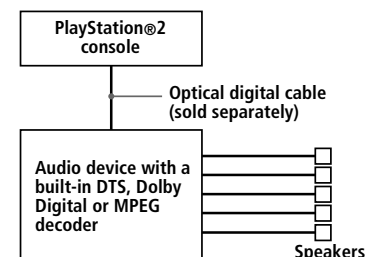 PlayStation®2
console
Optical digital cable
(sold separately)
Audio device with a
built-in DTS, Dolby
Digital or MPEG
decoder
Speakers